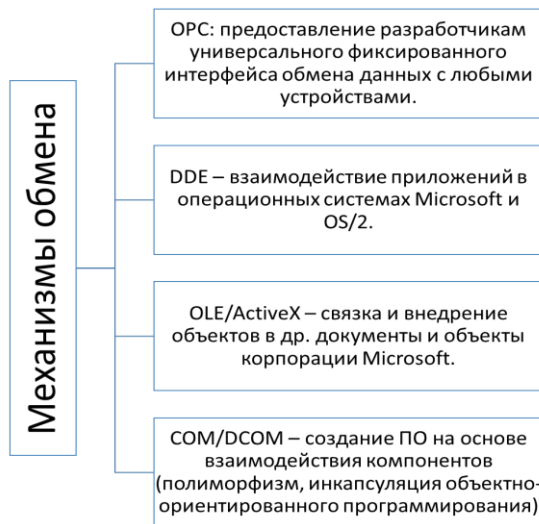 Механизмы обмена
OPC: предоставление разработчикам
универсального фиксированного
интерфейса обмена данных с любыми
устройствами.
DDE – взаимодействие приложений в
операционных системах Microsoft и
OS/2.
OLE/ActiveX – связка и внедрение
объектов в др. документы и объекты
корпорации Microsoft.
COM/DCOM – создание ПО на основе
взаимодействия компонентов
(полиморфизм, инкапсуляция объектно-
ориентированного программирования)